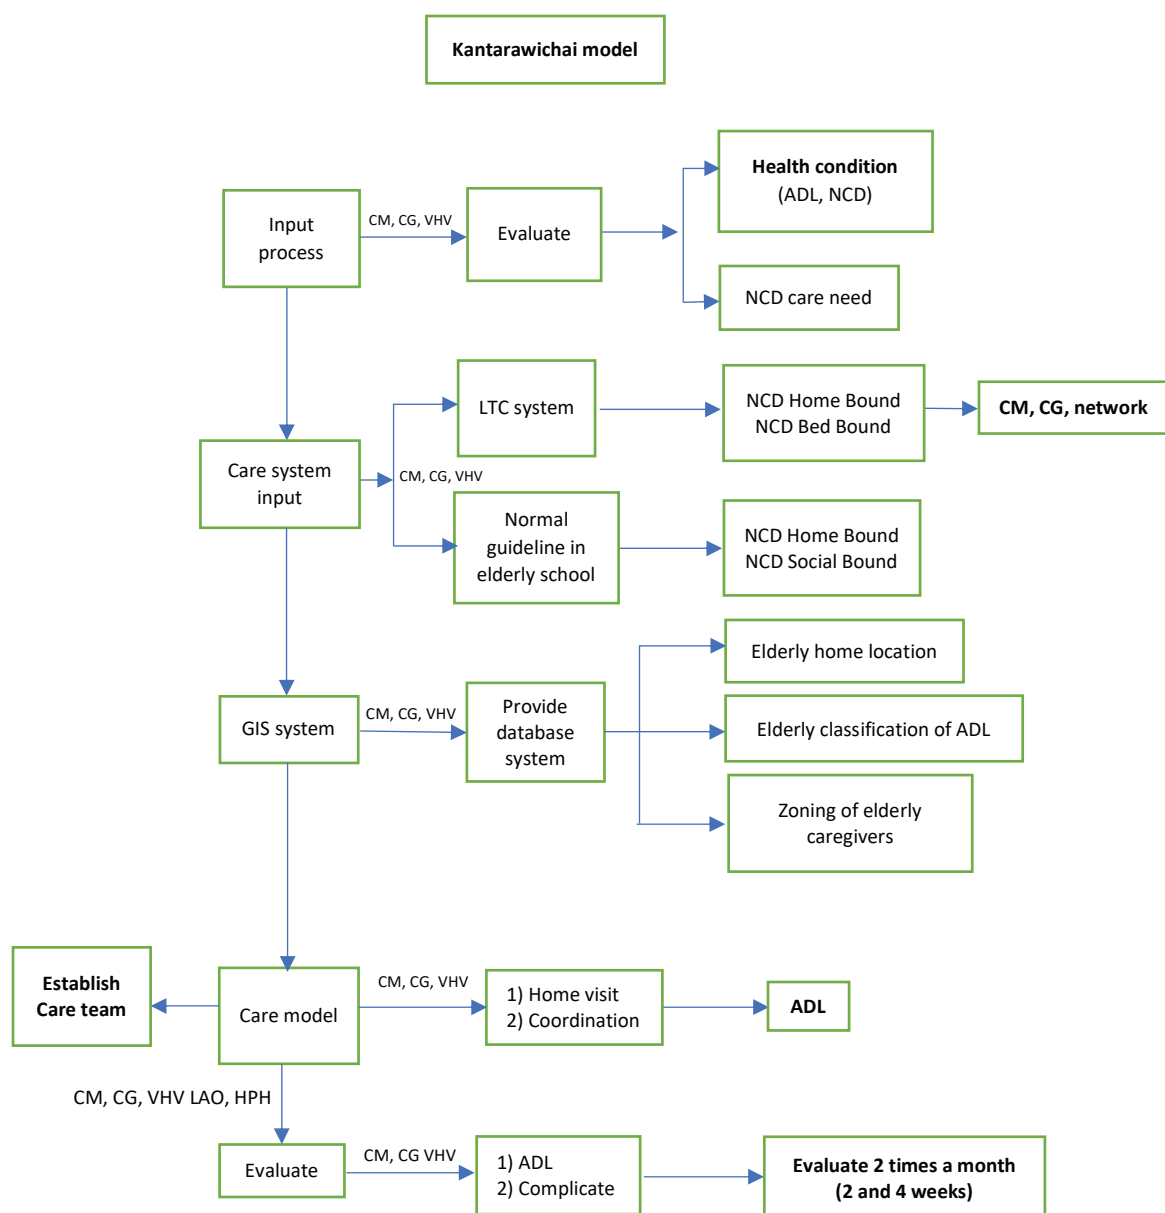 Kantarawichai model
Health condition
(ADL, NCD)
Input
process
CM, CG, VHV
Evaluate
NCD care need
LTC system
NCD Home Bound
NCD Bed Bound
CM, CG, network
Care system
input
CM, CG, VHV
Normal
guideline in
elderly school
NCD Home Bound
NCD Social Bound
Elderly home location
GIS system
CM, CG, VHV
Provide
database
system
Elderly classification of ADL
Zoning of elderly
caregivers
Establish
Care team
Care model
CM, CG, VHV
1) Home visit
2) Coordination
ADL
CM, CG, VHV LAO, HPH
Evaluate
CM, CG VHV
1) ADL
2) Complicate
Evaluate 2 times a month
(2 and 4 weeks)